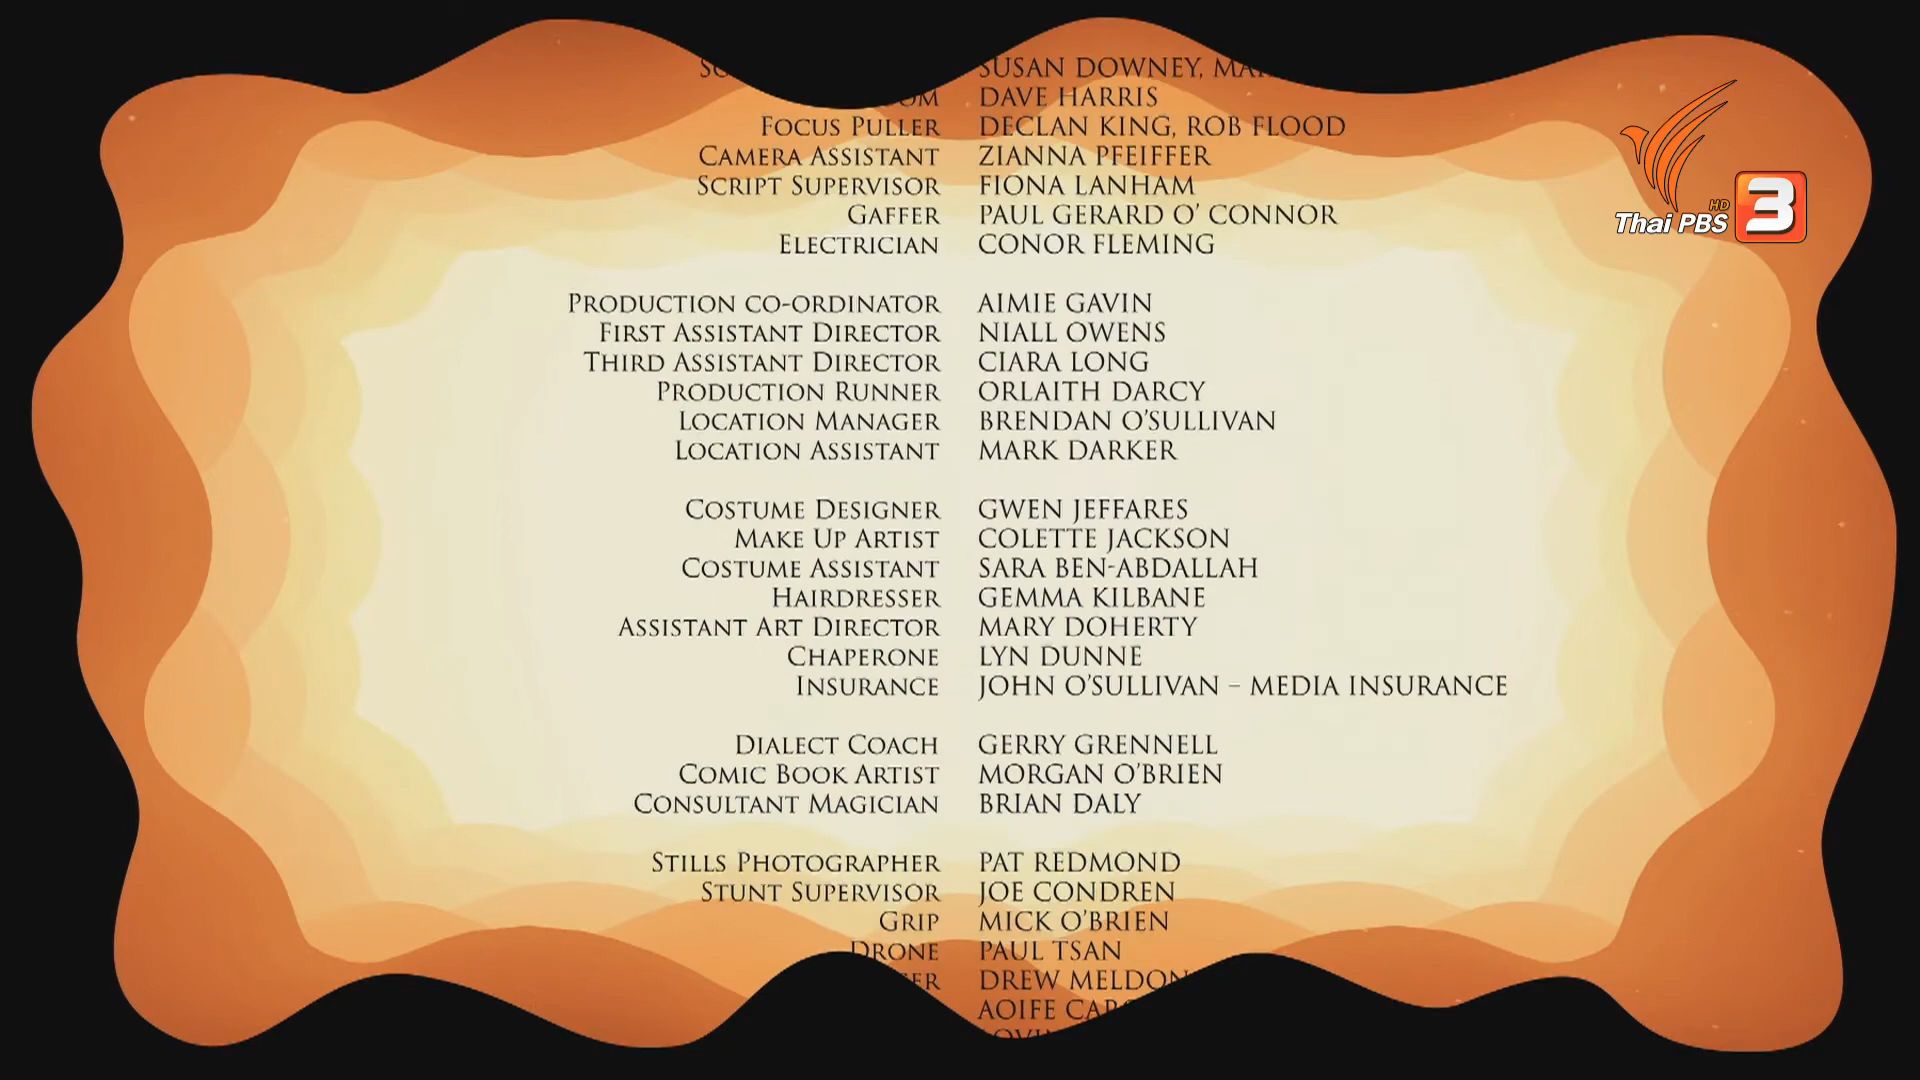 SUSAN DOWNEY,
DAVE HARRIS
Focus Puller DECLAN KING, ROB FLOOD
Camera Assistant ZIANNA PFEIFFER
Script Supervisor FIONA LANHAM
Gaffer PAUL GERARD O’ CONNOR
Electrician CONOR FLEMING
Production co-ordinator AIMIE GAVIN
First Assistant Director NIALL OWENS
Third Assistant Director CIARA LONG
Production Runner ORLAITH DARCY
Location Manager BRENDAN O’SULLIVAN
Location Assistant MARK DARKER
Costume Designer GWEN JEFFARES
Make Up Artist COLETTE JACKSON
Costume Assistant SARA BEN-ABDALLAH
Hairdresser GEMMA KILBANE
Assistant Art Director MARY DOHERTY
Chaperone LYN DUNNE
Insurance JOHN O’SULLIVAN – MEDIA INSURANCE
Dialect Coach GERRY GRENNELL
Comic Book Artist MORGAN O’BRIEN
Consultant Magician BRIAN DALY
Stills Photographer PAT REDMOND
Stunt Supervisor JOE CONDREN
Grip MICK O’BRIEN
Drone PAUL TSAN
DREW MELDON
AOIFE
Thai PBS HD 3